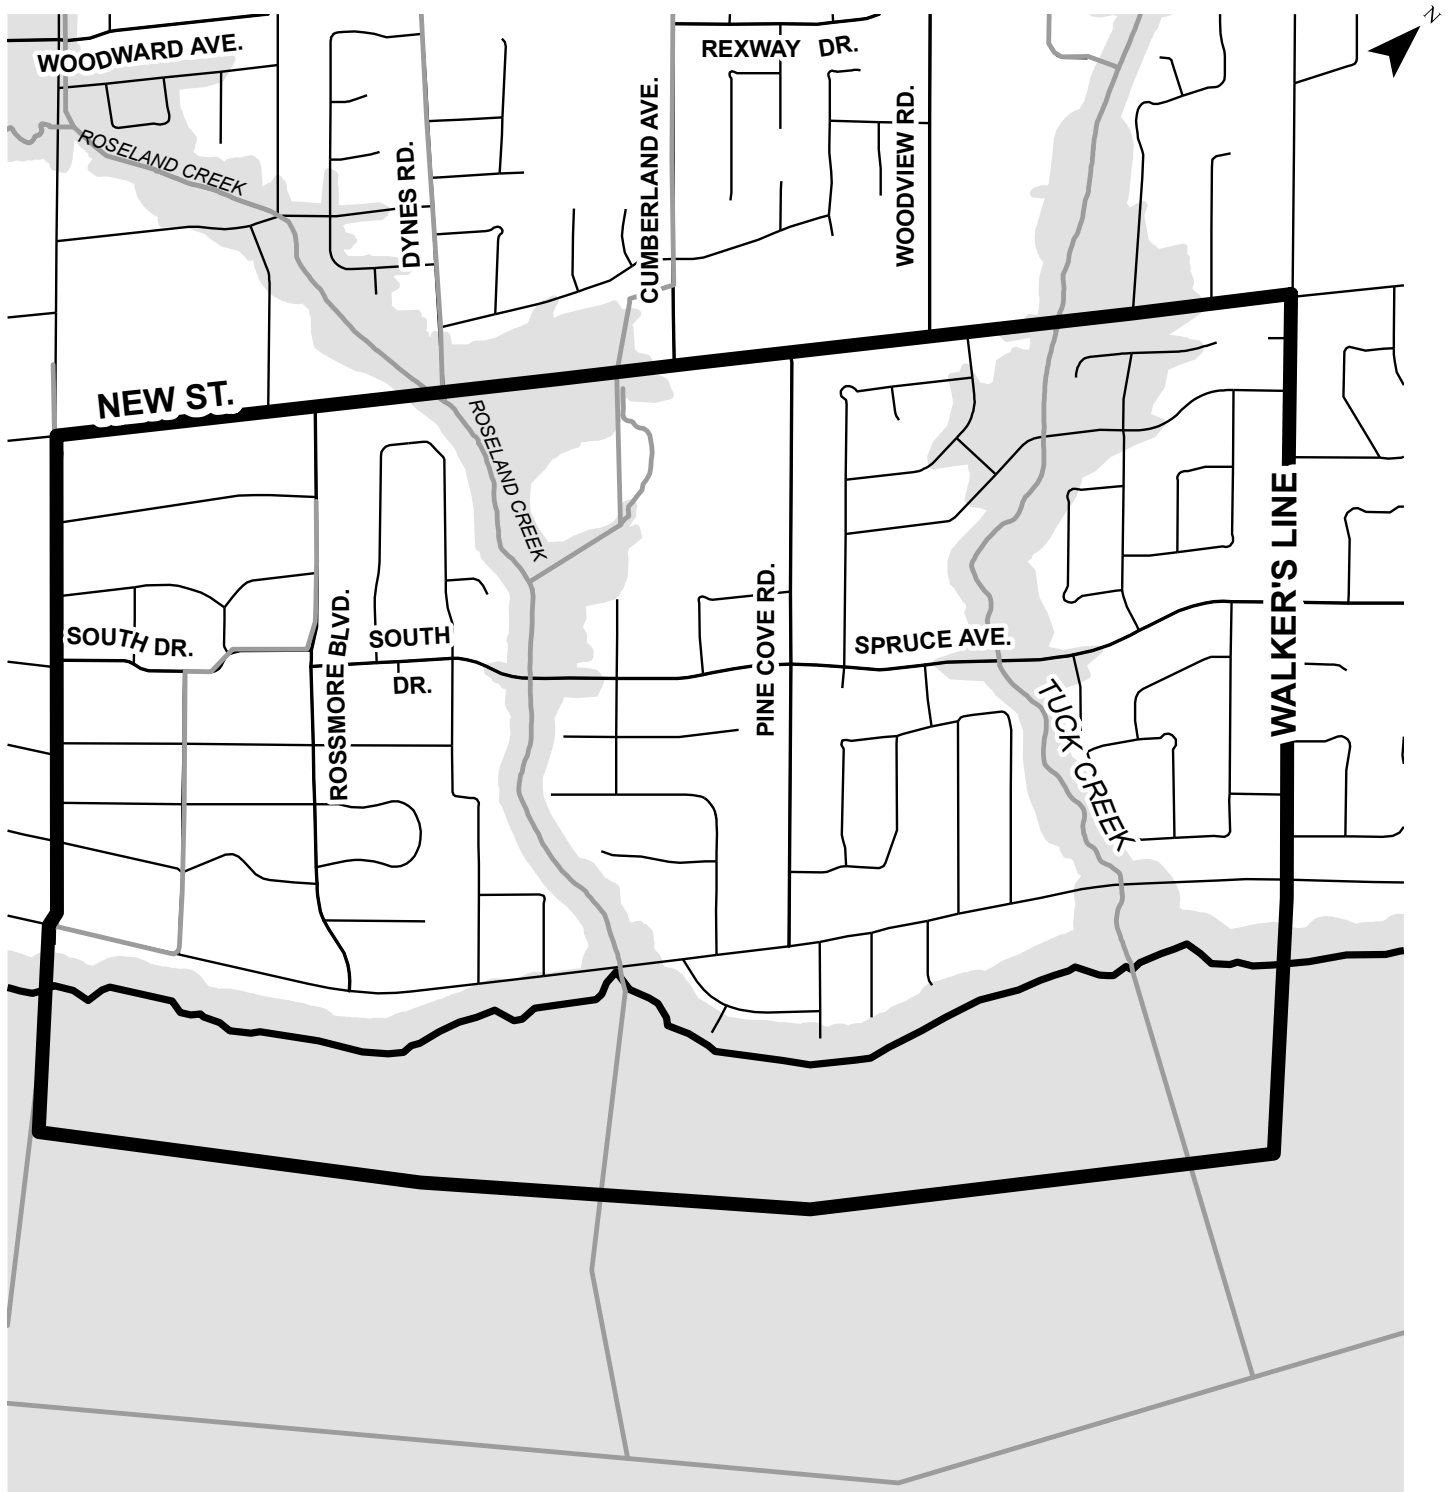 N
WOODWARD AVE.
REXWAY DR.
ROSELAND CREEK
DYNES RD.
CUMBERLAND AVE.
WOODVIEW RD.
NEW ST.
ROSELAND CREEK
WALKER'S LINE
PINE COVE RD.
ROSSMORE BLVD.
SOUTH DR.
SOUTH
DR.
SPRUCE AVE.
TUCK CREEK